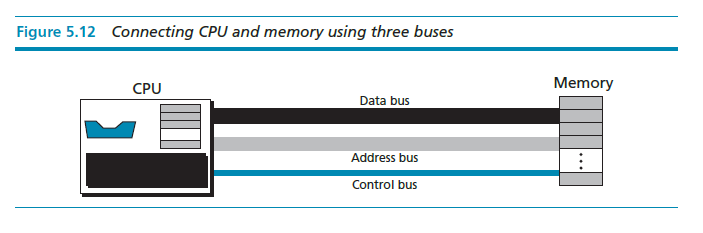 Figure 5.12 Connecting CPU and memory using three buses
CPU
Memory
Data bus
Address bus
Control bus